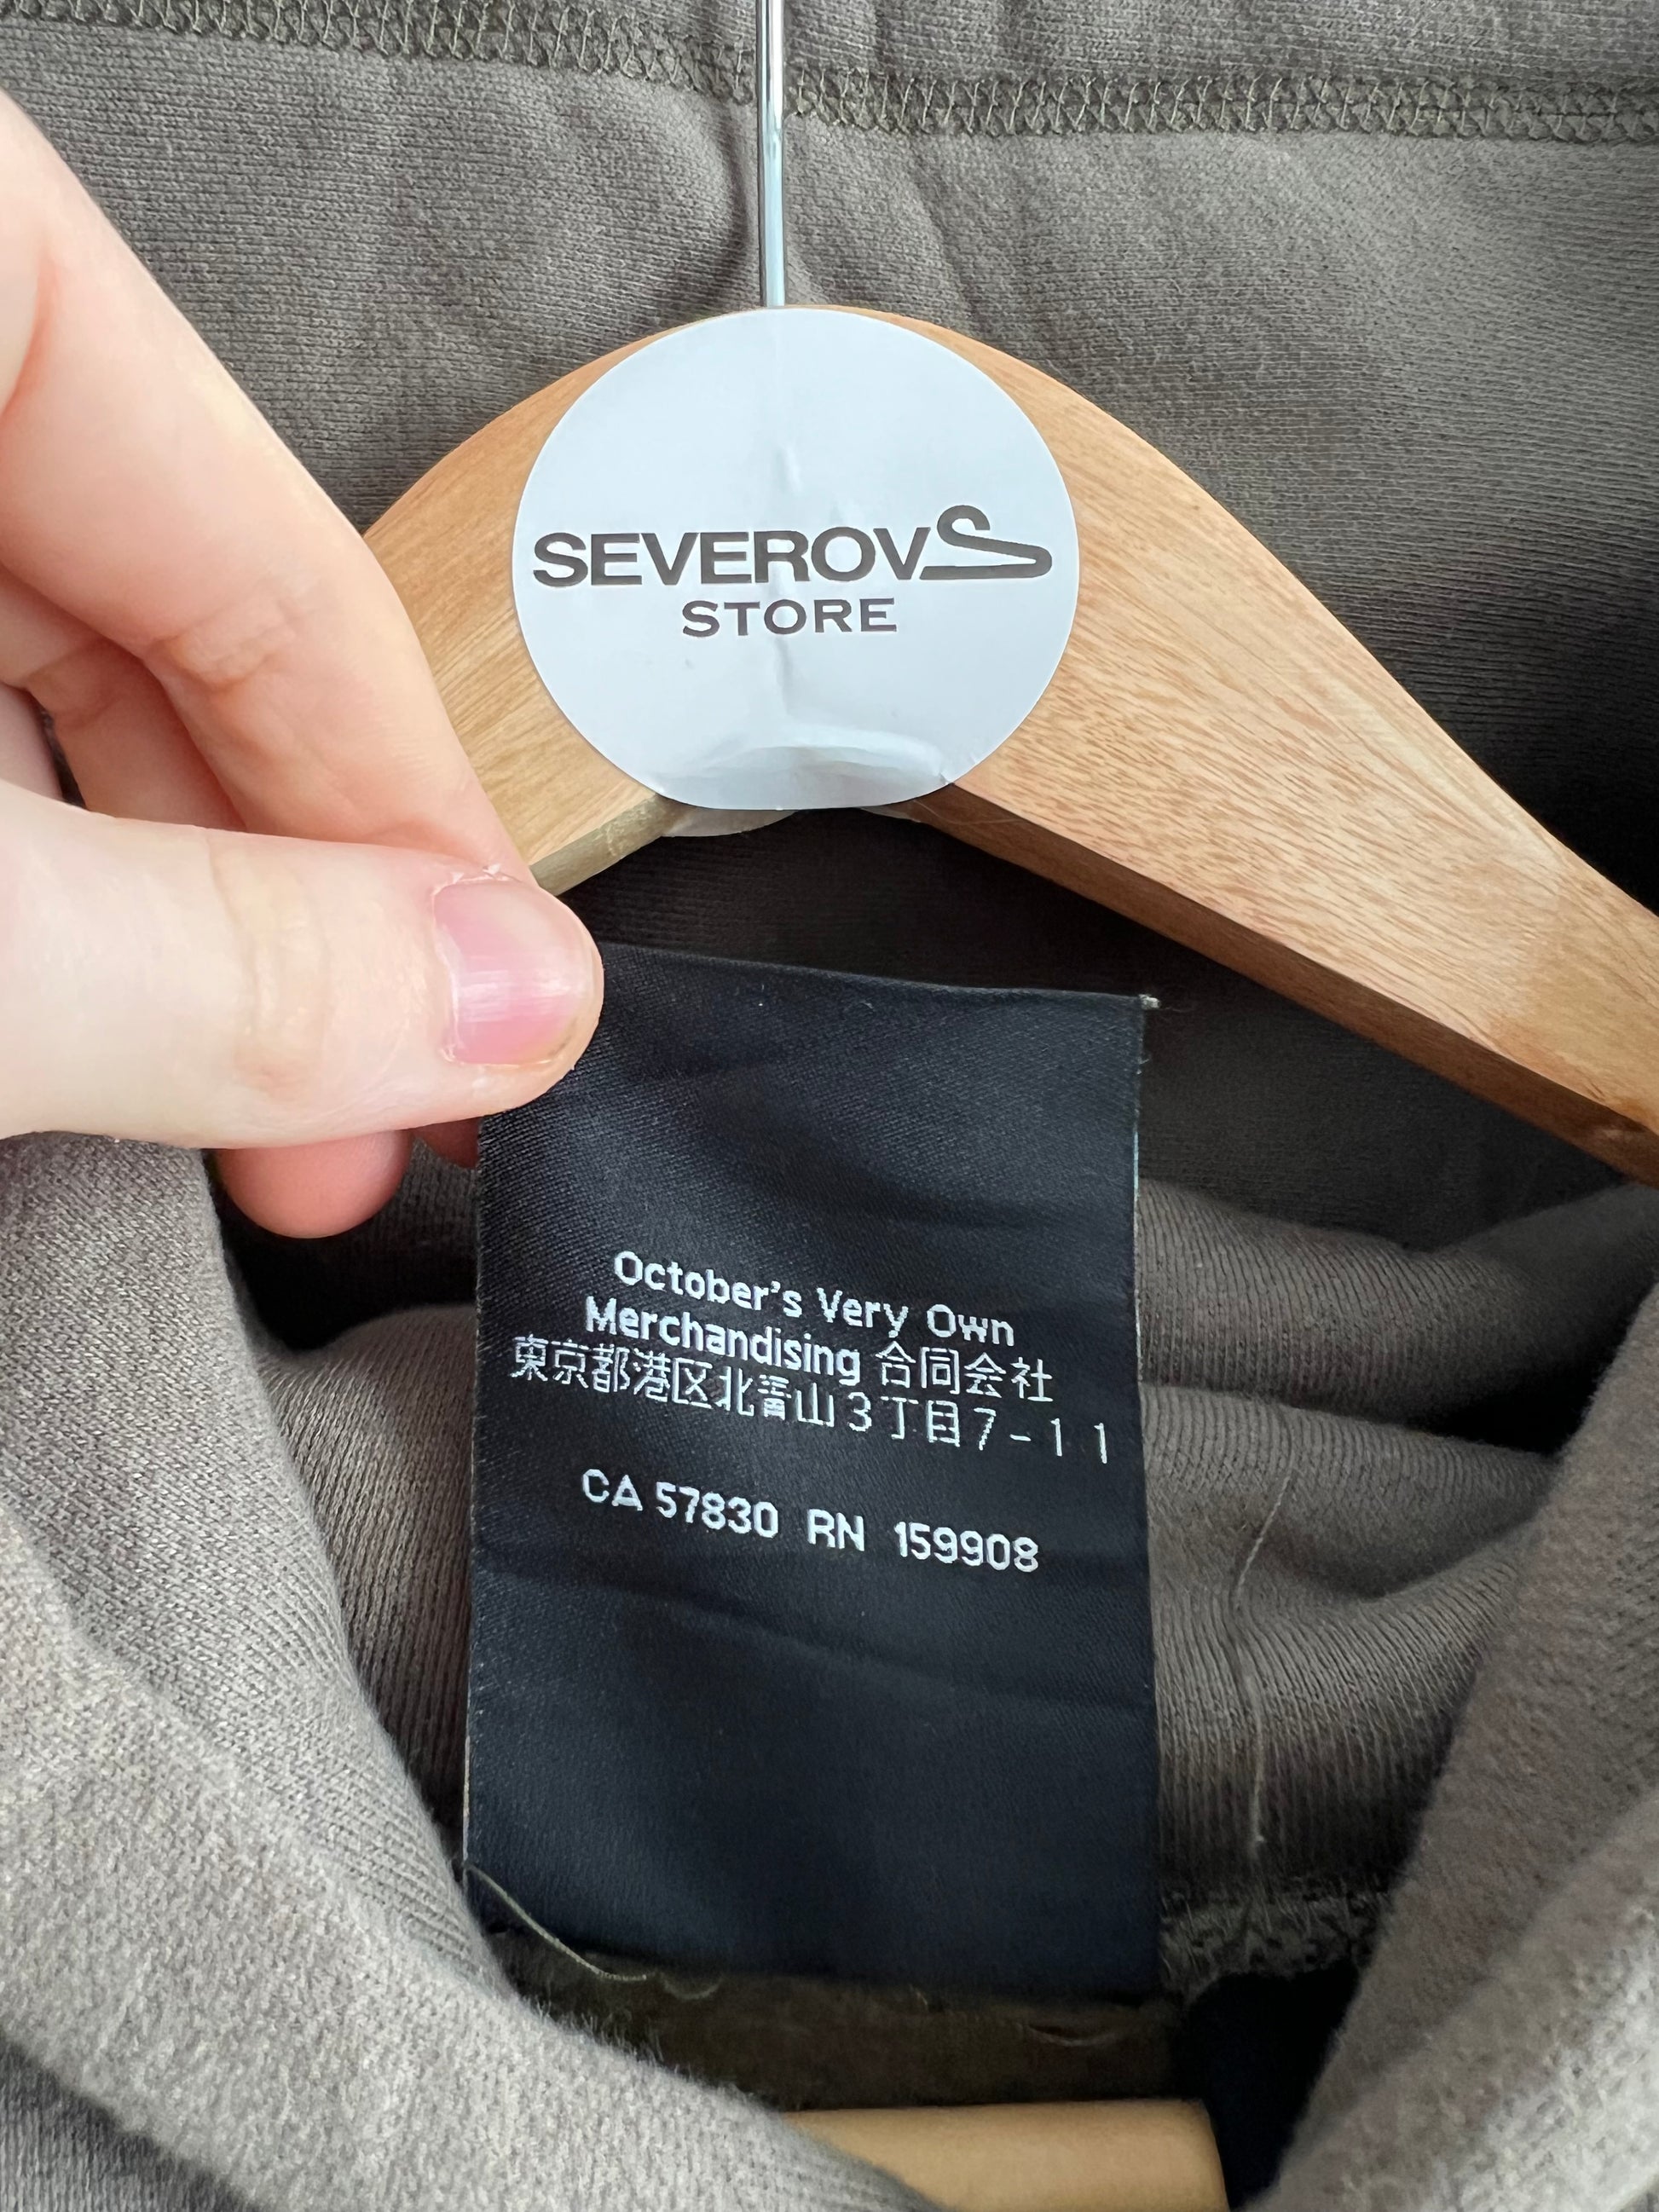 SEVEROVS
STORE
October's Very Own
Merchandising 合同会社
東京都港区北青山3丁目7-11
CA 57830 RN 159908